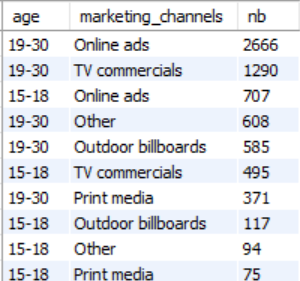 age marketing_channels nb
19-30 Online ads 2666
19-30 TV commercials 1290
15-18 Online ads 707
19-30 Other 608
19-30 Outdoor billboards 585
15-18 TV commercials 495
19-30 Print media 371
15-18 Outdoor billboards 117
15-18 Other 94
15-18 Print media 75